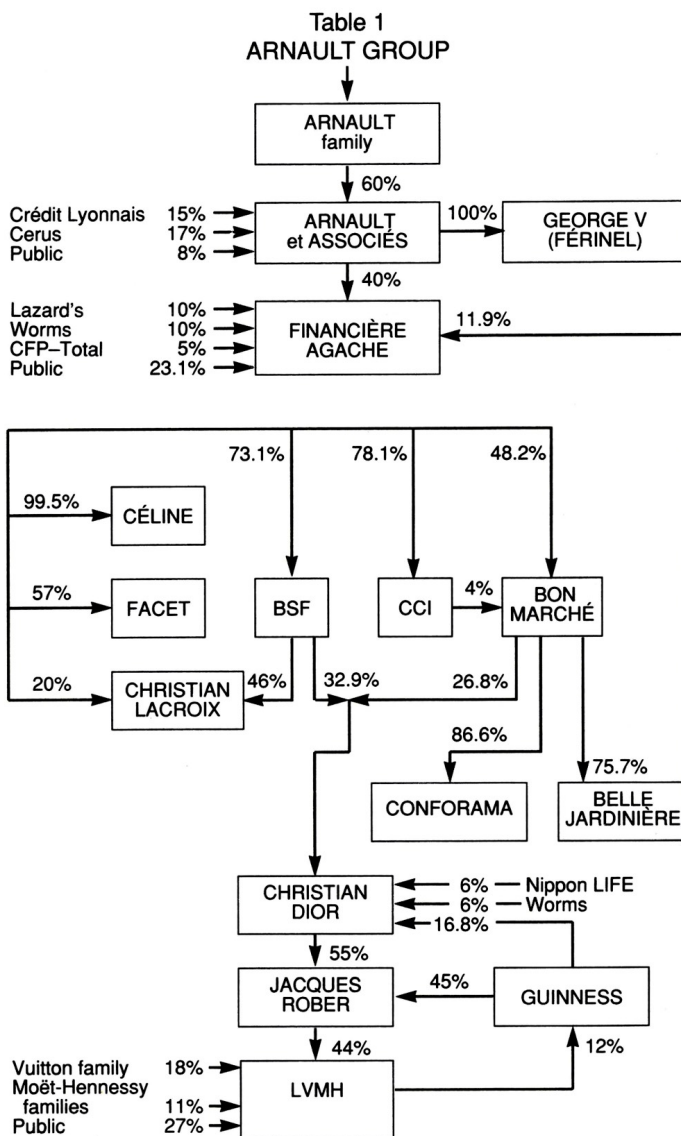 Table 1
ARNAULT GROUP
ARNAULT
family
60%
Crédit Lyonnais 15%
Cerus 17%
Public 8%
ARNAULT
et ASSOCIÉS
100%
GEORGE V
(FÉRINEL)
40%
Lazard's 10%
Worms 10%
CFP–Total 5%
Public 23.1%
FINANCIÈRE
AGACHE
11.9%
73.1%
78.1%
48.2%
99.5%
CÉLINE
57%
FACET
BSF
CCI
4%
BON
MARCHÉ
20%
CHRISTIAN
LACROIX
46%
32.9%
26.8%
86.6%
CONFORAMA
75.7%
BELLE
JARDINIÈRE
CHRISTIAN
DIOR
6% Nippon LIFE
6% Worms
16.8%
55%
JACQUES
ROBER
45%
GUINNESS
44%
12%
Vuitton family 18%
Moët-Hennessy
families 11%
Public 27%
LVMH